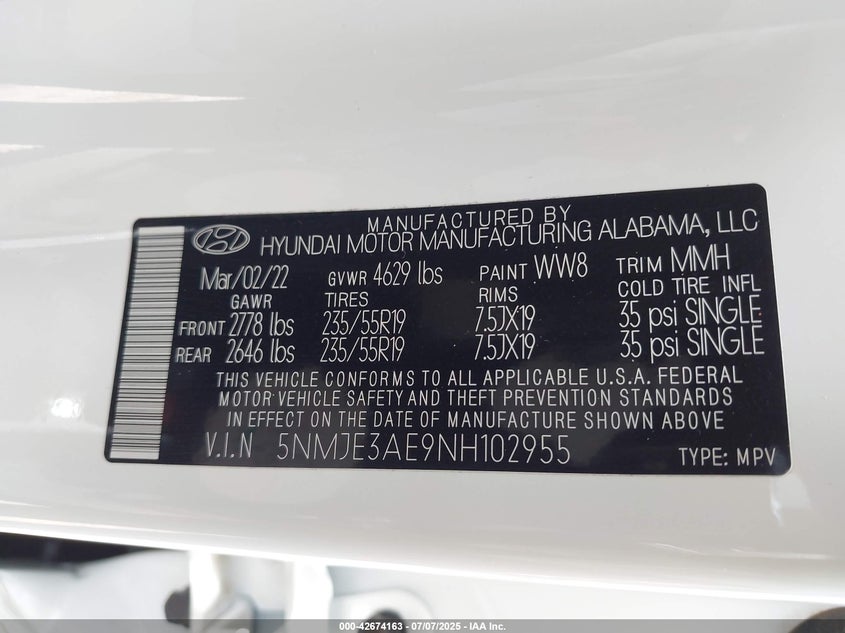 MANUFACTURED BY
HYUNDAI MOTOR MANUFACTURING ALABAMA, LLC
Mar/02/22 GVWR 4629 lbs PAINT WW8 TRIM MMH
GAWR TIRES RIMS COLD TIRE INFL
FRONT 2778 lbs 235/55R19 7.5JX19 35 psi SINGLE
REAR 2646 lbs 235/55R19 7.5JX19 35 psi SINGLE
THIS VEHICLE CONFORMS TO ALL APPLICABLE U.S.A. FEDERAL
MOTOR VEHICLE SAFETY AND THEFT PREVENTION STANDARDS
IN EFFECT ON THE DATE OF MANUFACTURE SHOWN ABOVE
V.I.N 5NMJE3AE9NH102955 TYPE: MPV
000-42674163 - 07/07/2025 - IAA Inc.